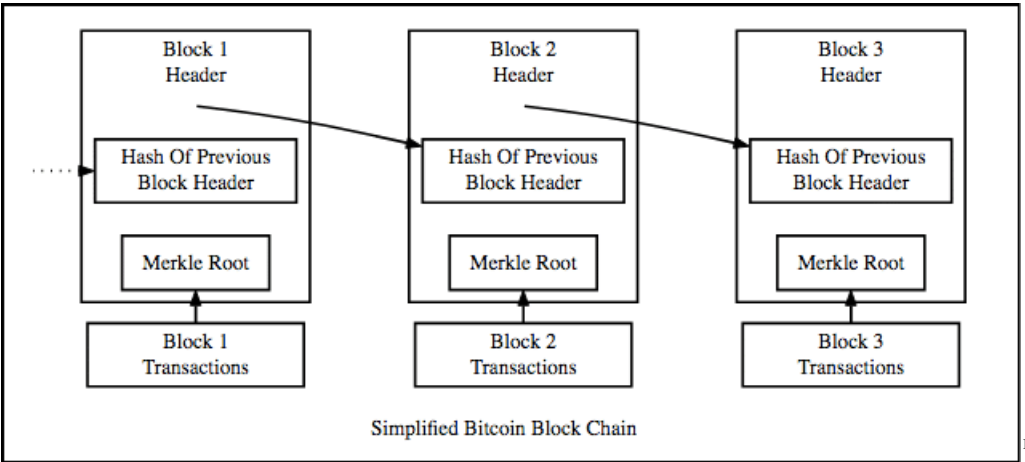 Block 1
Header
Hash Of Previous
Block Header
Merkle Root
Block 1
Transactions
Block 2
Header
Hash Of Previous
Block Header
Merkle Root
Block 2
Transactions
Block 3
Header
Hash Of Previous
Block Header
Merkle Root
Block 3
Transactions
Simplified Bitcoin Block Chain